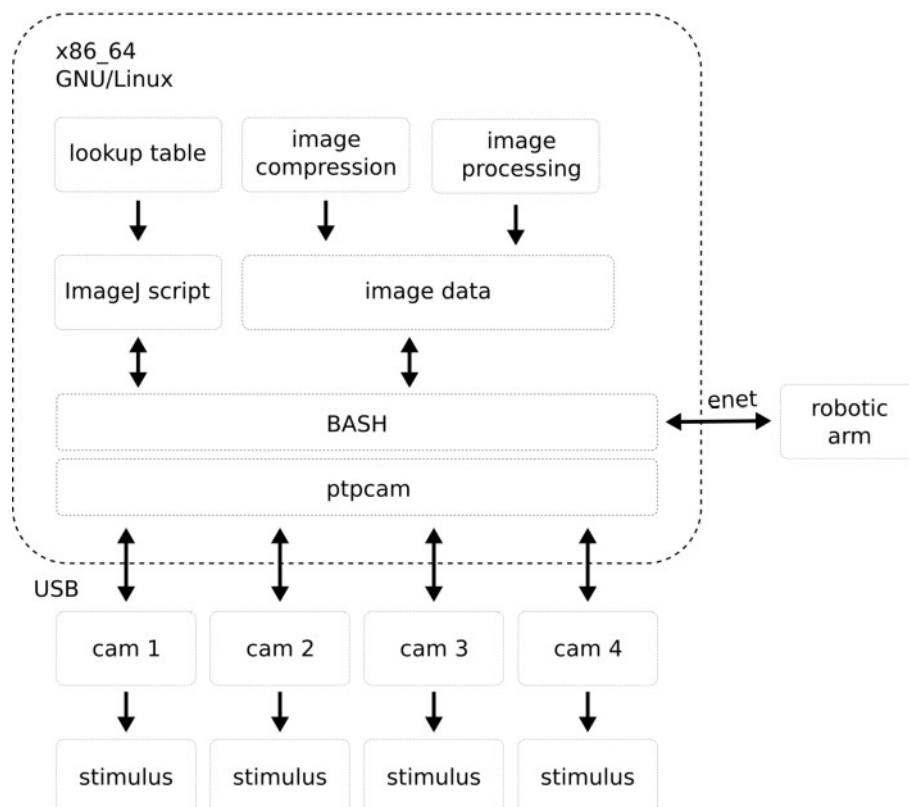 x86_64
GNU/Linux
lookup table
image
compression
image
processing
ImageJ script
image data
BASH
enet
robotic
arm
ptpcam
USB
cam 1
cam 2
cam 3
cam 4
stimulus
stimulus
stimulus
stimulus